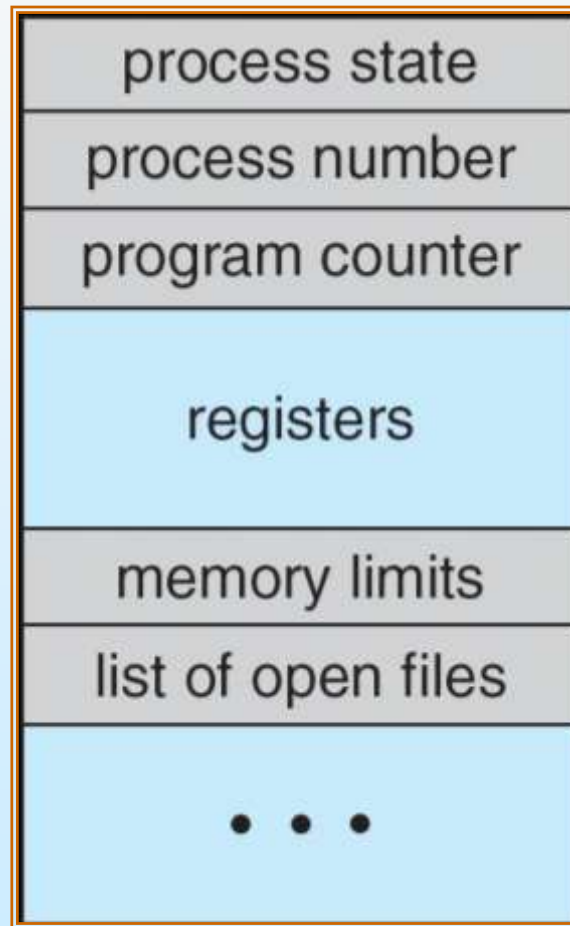 process state
process number
program counter
registers
memory limits
list of open files
• • •